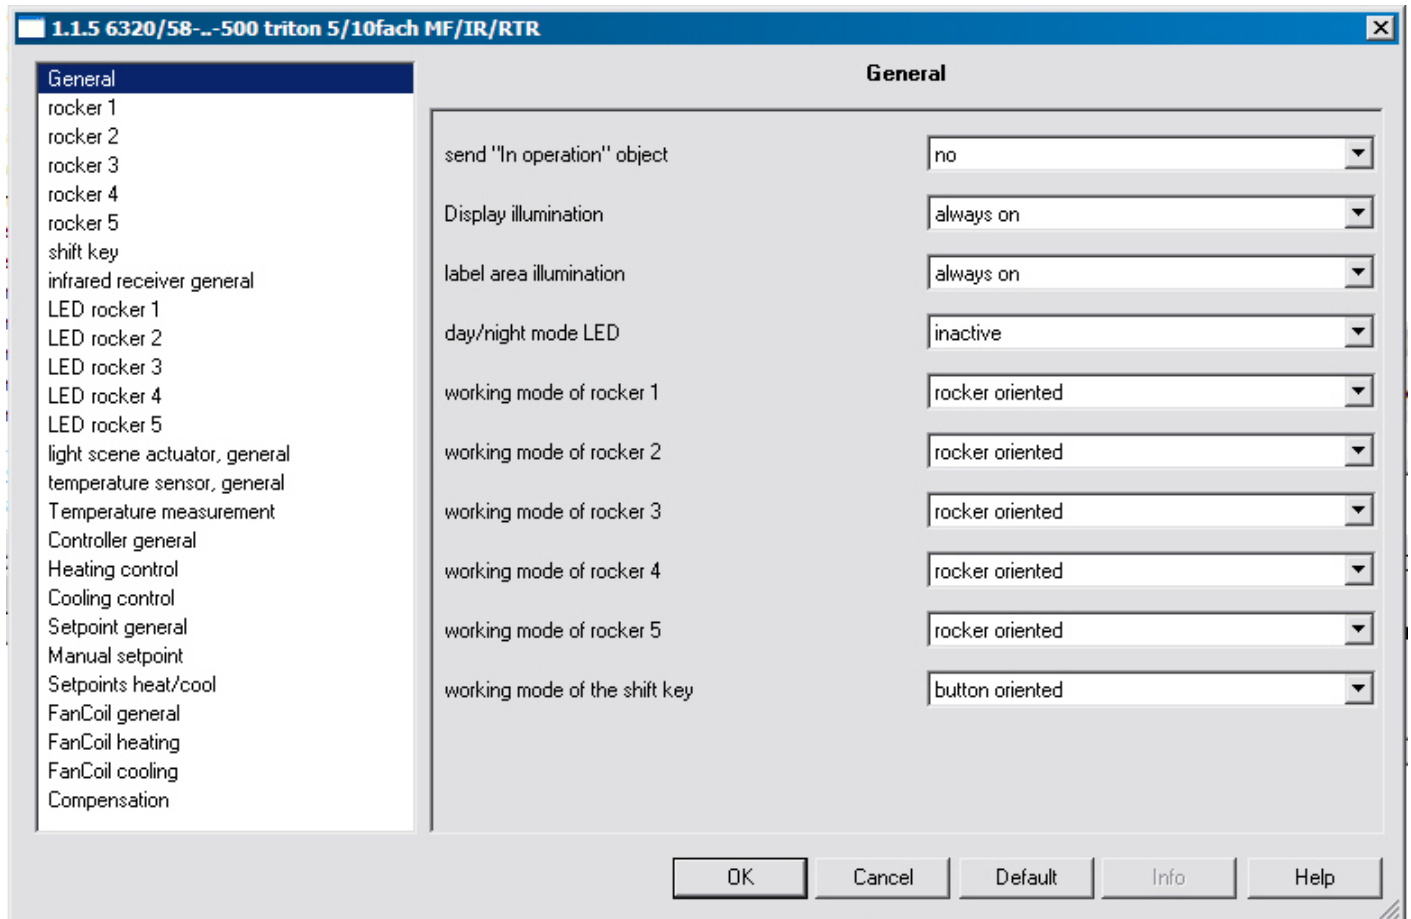 1.1.5 6320/58-..-500 triton 5/10fach MF/IR/RTR
General
rocker 1
rocker 2
rocker 3
rocker 4
rocker 5
shift key
infrared receiver general
LED rocker 1
LED rocker 2
LED rocker 3
LED rocker 4
LED rocker 5
light scene actuator, general
temperature sensor, general
Temperature measurement
Controller general
Heating control
Cooling control
Setpoint general
Manual setpoint
Setpoints heat/cool
FanCoil general
FanCoil heating
FanCoil cooling
Compensation
General
send "In operation" object no
Display illumination always on
label area illumination always on
day/night mode LED inactive
working mode of rocker 1 rocker oriented
working mode of rocker 2 rocker oriented
working mode of rocker 3 rocker oriented
working mode of rocker 4 rocker oriented
working mode of rocker 5 rocker oriented
working mode of the shift key button oriented
OK Cancel Default Info Help